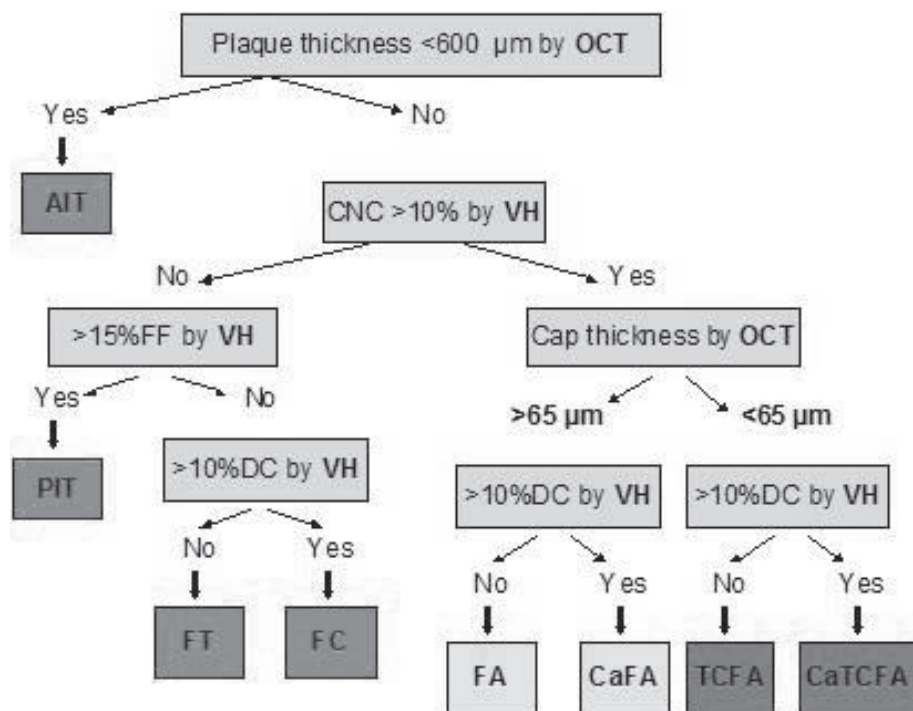 Plaque thickness <600 µm by OCT
Yes No
AIT
CNC >10% by VH
No Yes
>15%FF by VH Cap thickness by OCT
Yes No
>65 µm <65 µm
PIT
>10%DC by VH >10%DC by VH >10%DC by VH
No Yes
No Yes No Yes
FT FC
FA CaFA TCFA CaTCFA